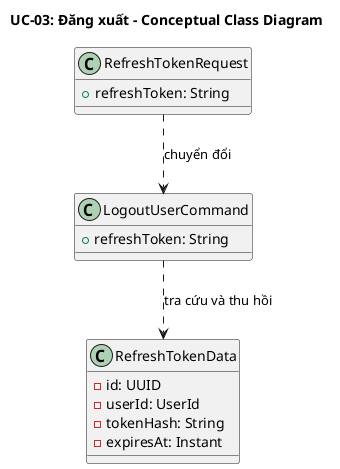 UC-03: Đăng xuất - Conceptual Class Diagram
C RefreshTokenRequest
refreshToken: String
chuyển đổi
C LogoutUserCommand
refreshToken: String
tra cứu và thu hồi
C RefreshTokenData
id: UUID
userId: UserId
tokenHash: String
expiresAt: Instant